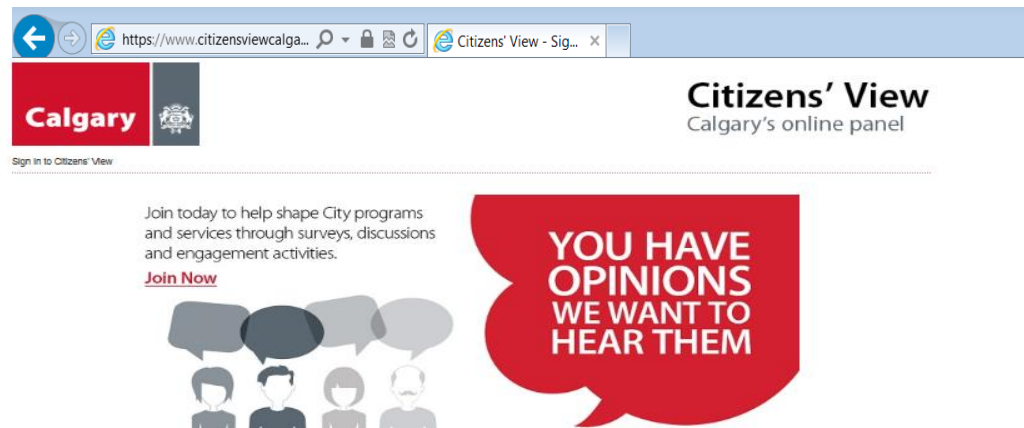 https://www.citizensviewcalga...
Citizens' View - Sig...
Calgary
Citizens' View
Calgary's online panel
Sign in to Citizens' View
Join today to help shape City programs
and services through surveys, discussions
and engagement activities.
Join Now
YOU HAVE
OPINIONS
WE WANT TO
HEAR THEM